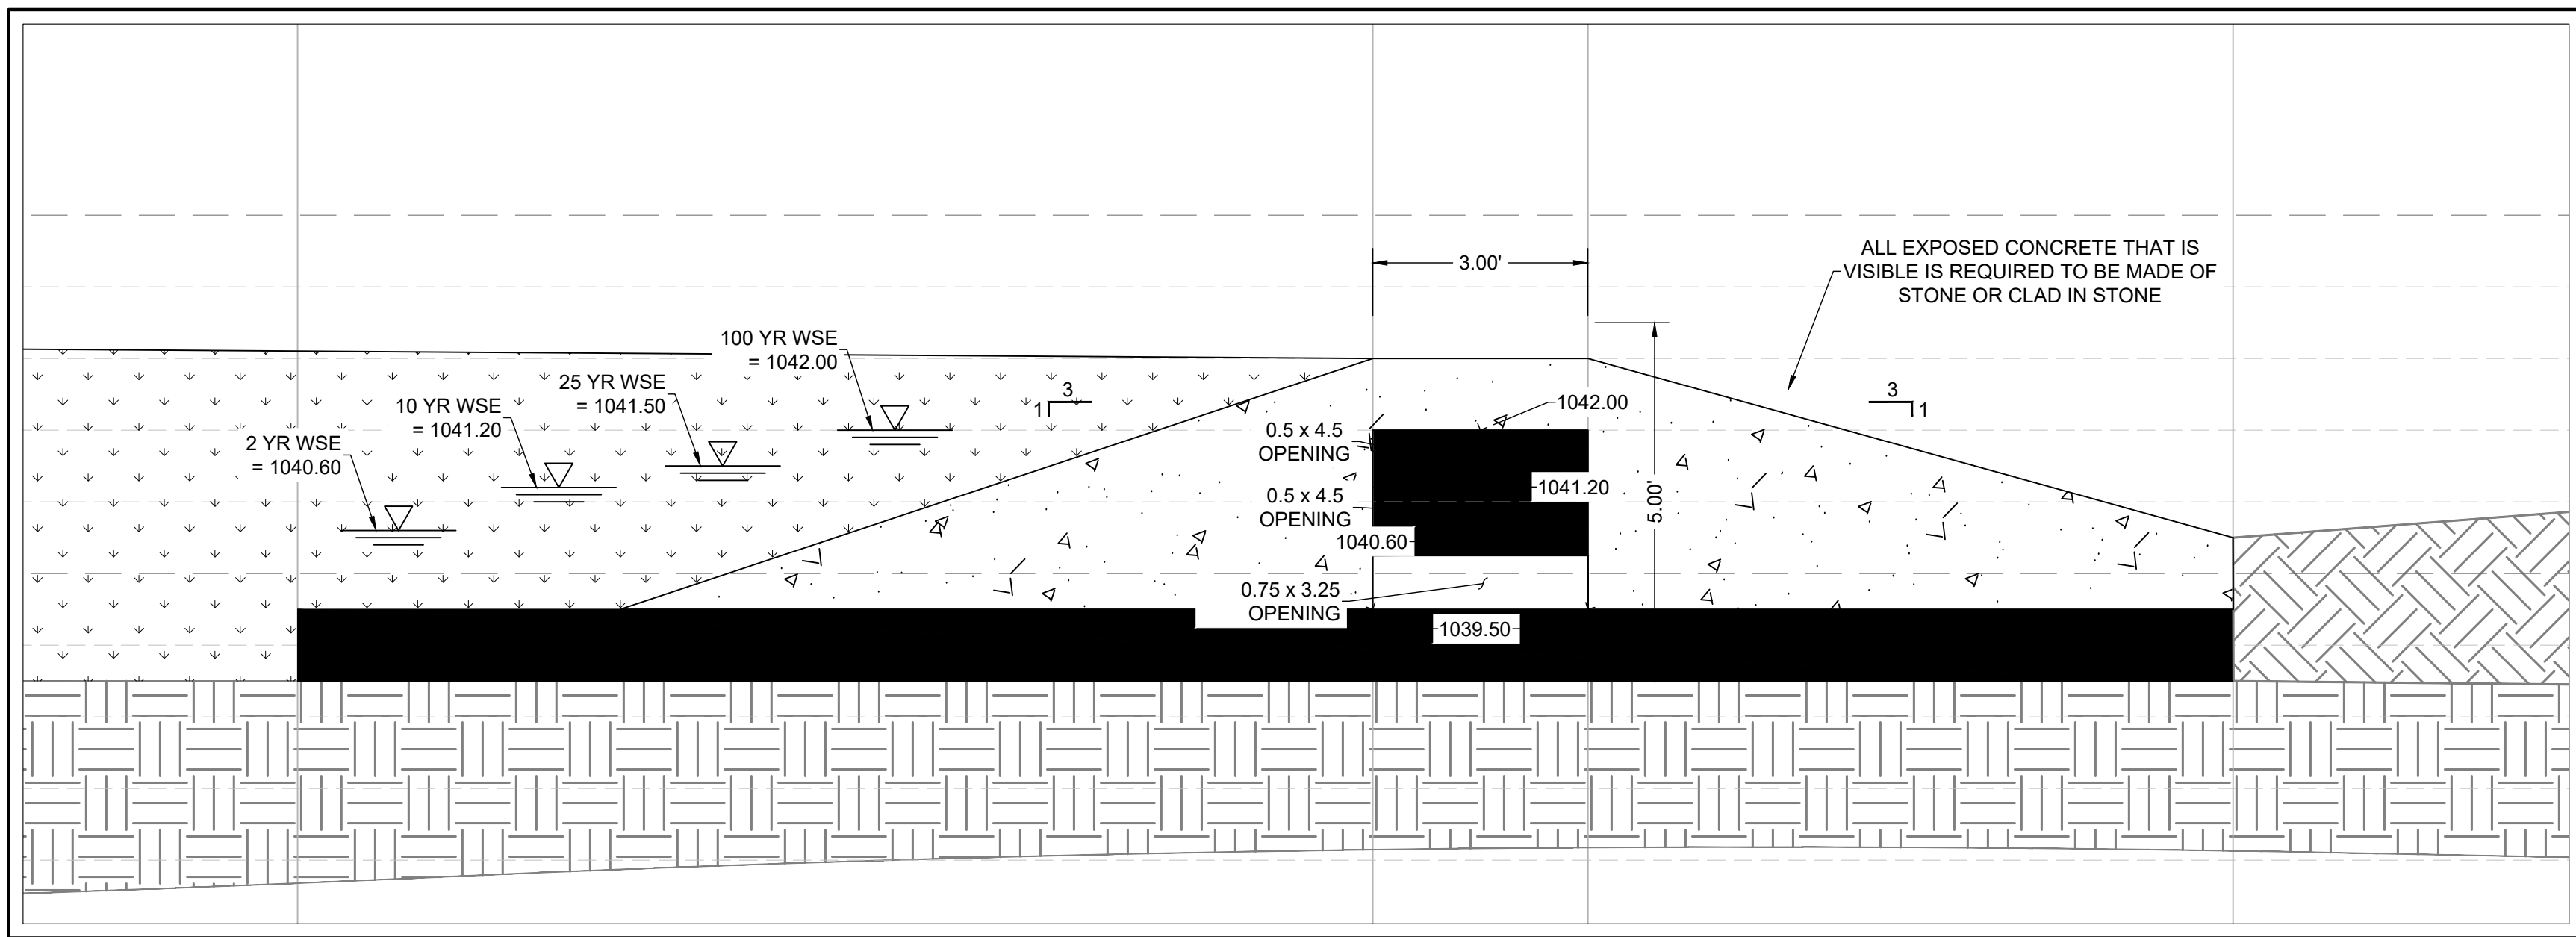 ALL EXPOSED CONCRETE THAT IS
VISIBLE IS REQUIRED TO BE MADE OF
STONE OR CLAD IN STONE
3.00'
100 YR WSE
= 1042.00
25 YR WSE
= 1041.50
10 YR WSE
= 1041.20
2 YR WSE
= 1040.60
3
1
3
1
1042.00
0.5 x 4.5
OPENING
1041.20
0.5 x 4.5
OPENING
5.00'
1040.60
0.75 x 3.25
OPENING
1039.50